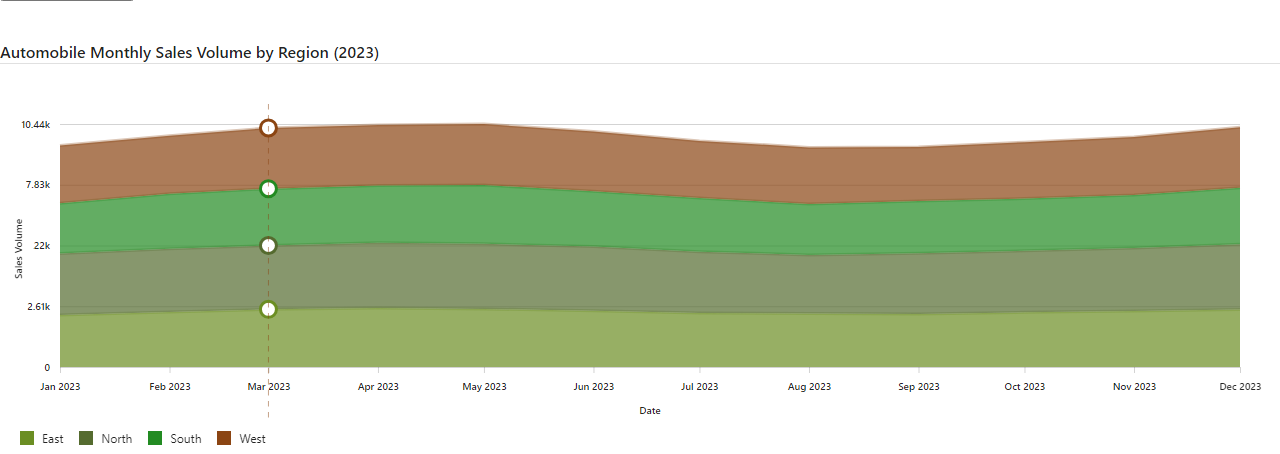 Automobile Monthly Sales Volume by Region (2023)
10.44k
7.83k
22k
2.61k
0
Sales Volume
Jan 2023 Feb 2023 Mar 2023 Apr 2023 May 2023 Jun 2023 Jul 2023 Aug 2023 Sep 2023 Oct 2023 Nov 2023 Dec 2023
Date
East North South West